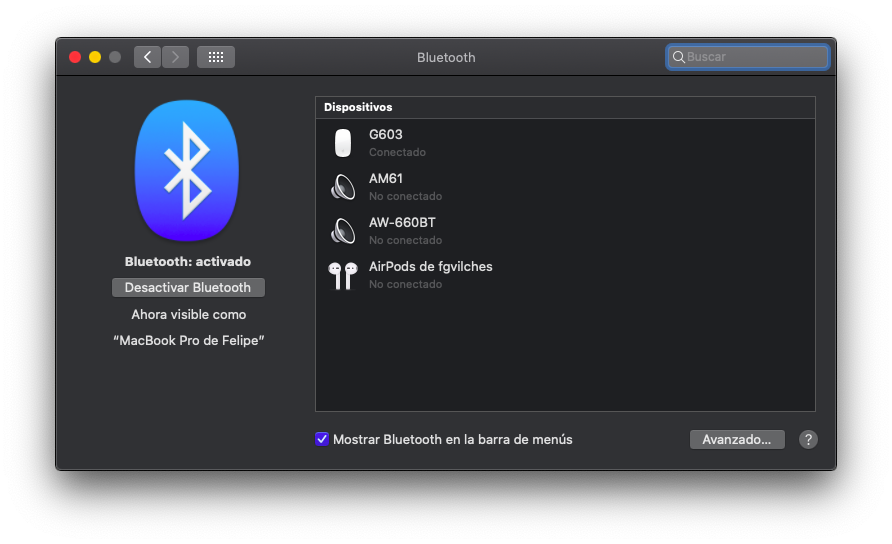 Bluetooth
Buscar
Dispositivos
G603
Conectado
AM61
No conectado
AW-660BT
No conectado
AirPods de fgvilches
No conectado
Bluetooth: activado
Desactivar Bluetooth
Ahora visible como
“MacBook Pro de Felipe”
Mostrar Bluetooth en la barra de menús
Avanzado...
?